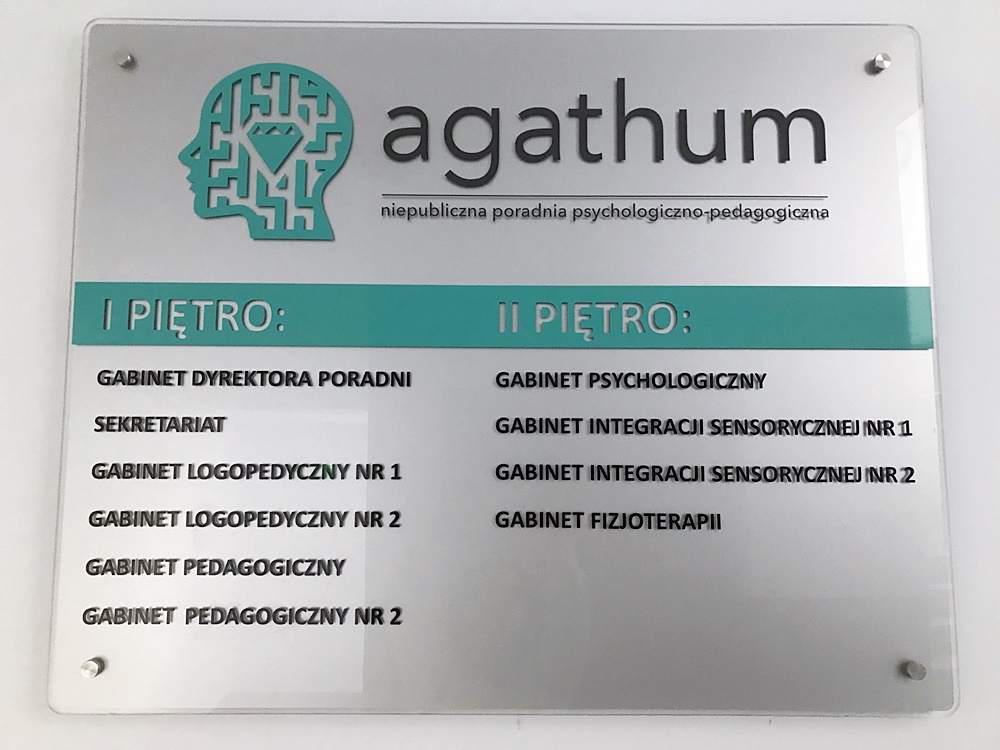 agathum
niepubliczna poradnia psychologiczno-pedagogiczna
I PIĘTRO:
GABINET DYREKTORA PORADNI
SEKRETARIAT
GABINET LOGOPEDYCZNY NR 1
GABINET LOGOPEDYCZNY NR 2
GABINET PEDAGOGICZNY
GABINET PEDAGOGICZNY NR 2
II PIĘTRO:
GABINET PSYCHOLOGICZNY
GABINET INTEGRACJI SENSORYCZNEJ NR 1
GABINET INTEGRACJI SENSORYCZNEJ NR 2
GABINET FIZJOTERAPII